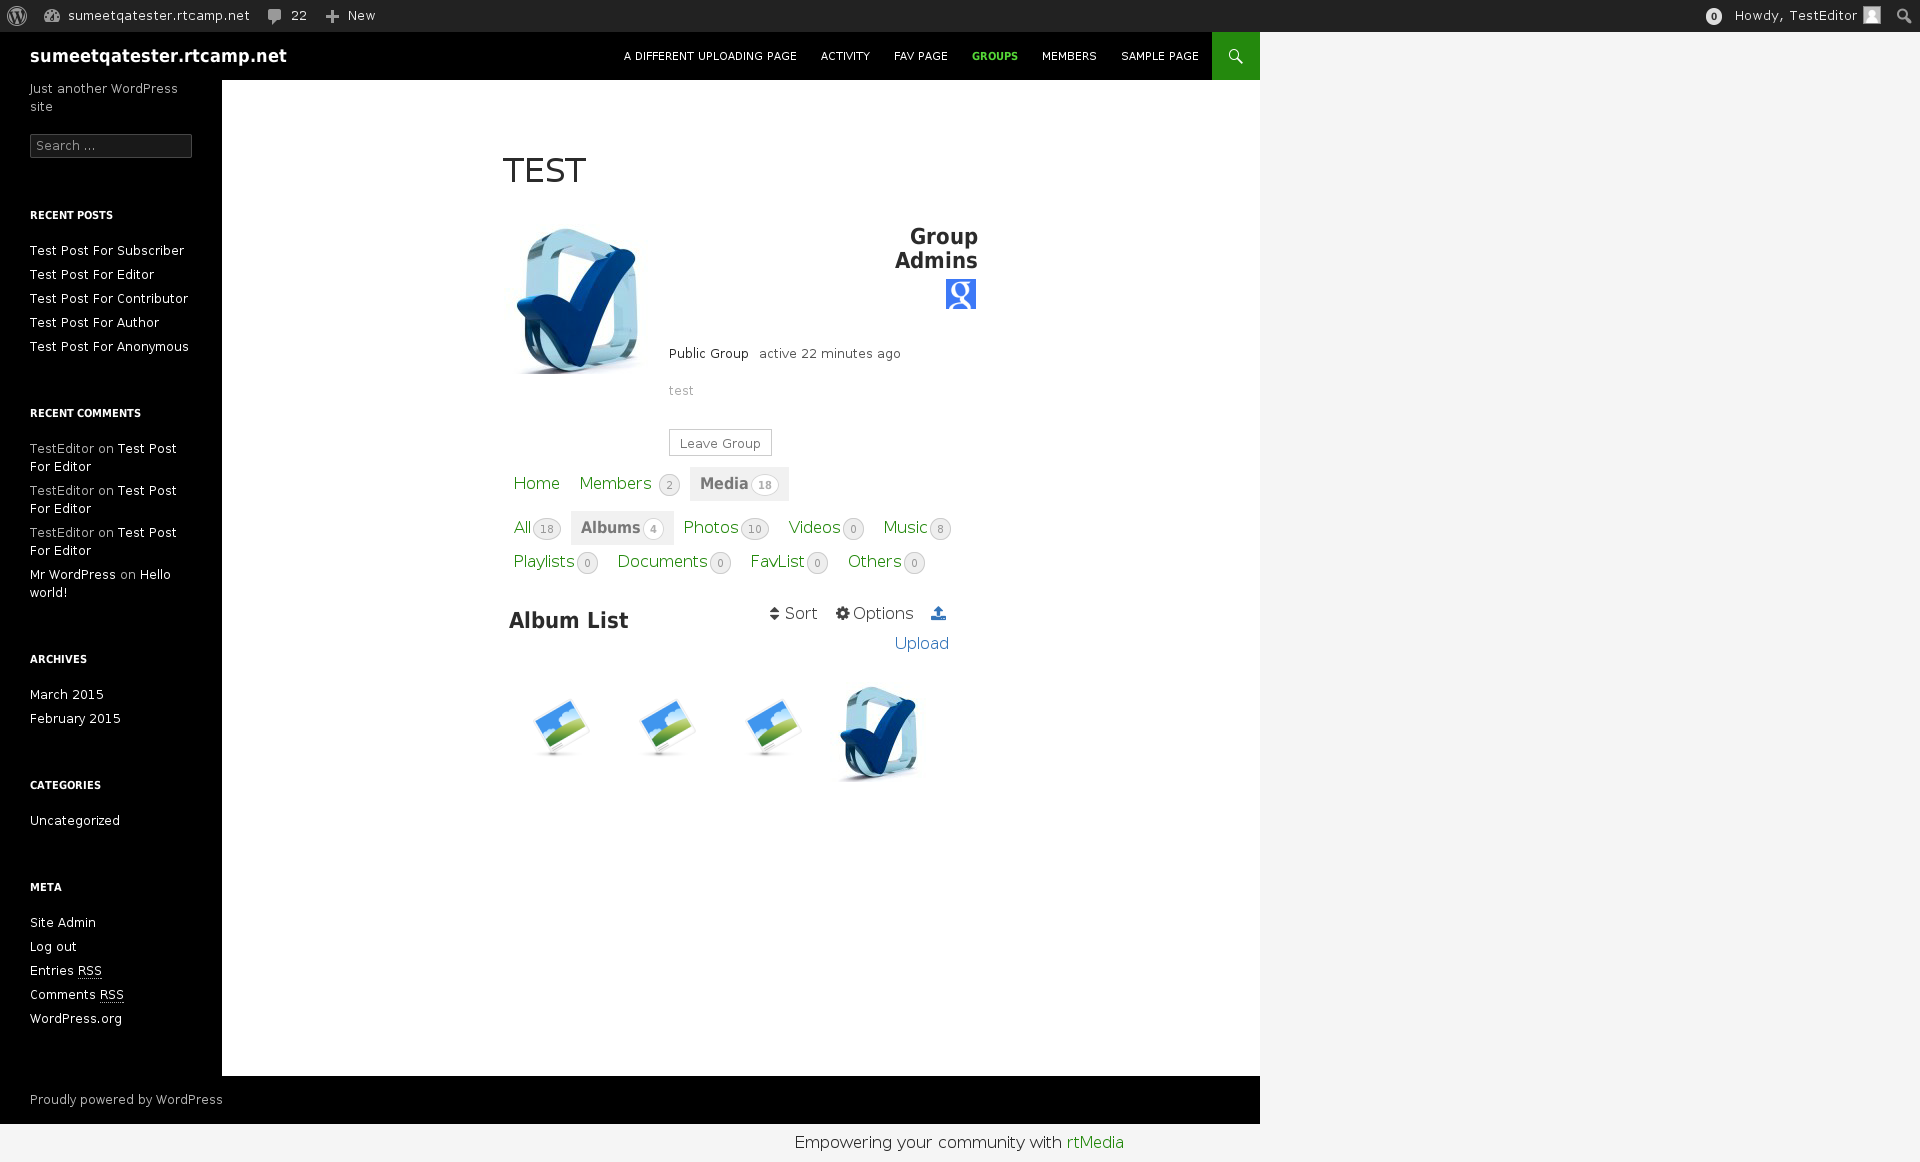 sumeetqatester.rtcamp.net 22 New 0 Howdy, TestEditor
sumeetqatester.rtcamp.net
A DIFFERENT UPLOADING PAGE ACTIVITY FAV PAGE GROUPS MEMBERS SAMPLE PAGE
Just another WordPress
site
Search ...
RECENT POSTS
Test Post For Subscriber
Test Post For Editor
Test Post For Contributor
Test Post For Author
Test Post For Anonymous
RECENT COMMENTS
TestEditor on Test Post
For Editor
TestEditor on Test Post
For Editor
TestEditor on Test Post
For Editor
Mr WordPress on Hello
world!
ARCHIVES
March 2015
February 2015
CATEGORIES
Uncategorized
META
Site Admin
Log out
Entries RSS
Comments RSS
WordPress.org
TEST
Group
Admins
g
Public Group active 22 minutes ago
test
Leave Group
Home Members 2 Media 18
All 18 Albums 4 Photos 10 Videos 0 Music 8
Playlists 0 Documents 0 FavList 0 Others 0
Album List
Sort Options
Upload
Proudly powered by WordPress
Empowering your community with rtMedia